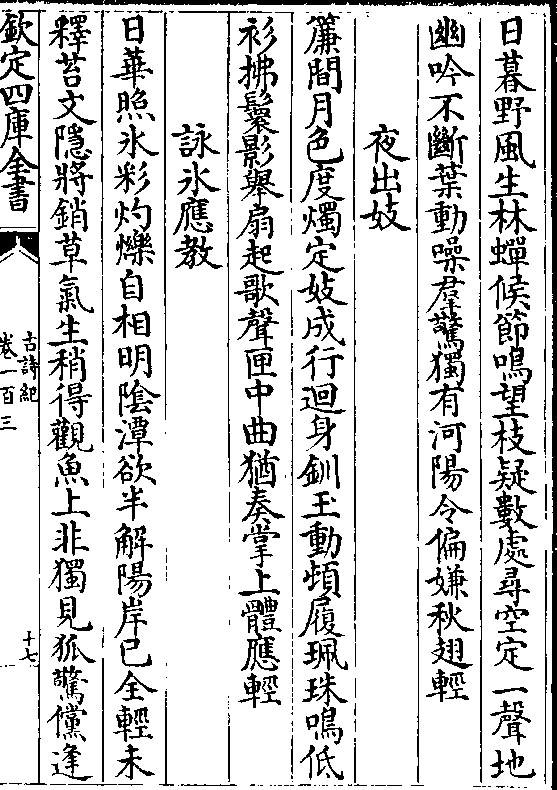 日暮野風生林蟬候節鳴望枝疑數處尋空定一聲地
幽吟不斷葉動噪羣驚獨有河陽令偏嫌秋翅輕
夜出妓
簾間月色度燭定妓成行迴身釧玉動頓履珮珠鳴低
衫拂鬟影舉扇起歌聲匣中曲猶奏掌上體應輕
詠氷應教
日華照氷彩灼爍自相明陰潭欲半解陽岸已全輕未
釋苔文隱將銷草氣生稍得觀魚上非獨見狐驚儻逢
欽定四庫全書
古詩紀
卷一百三
十七